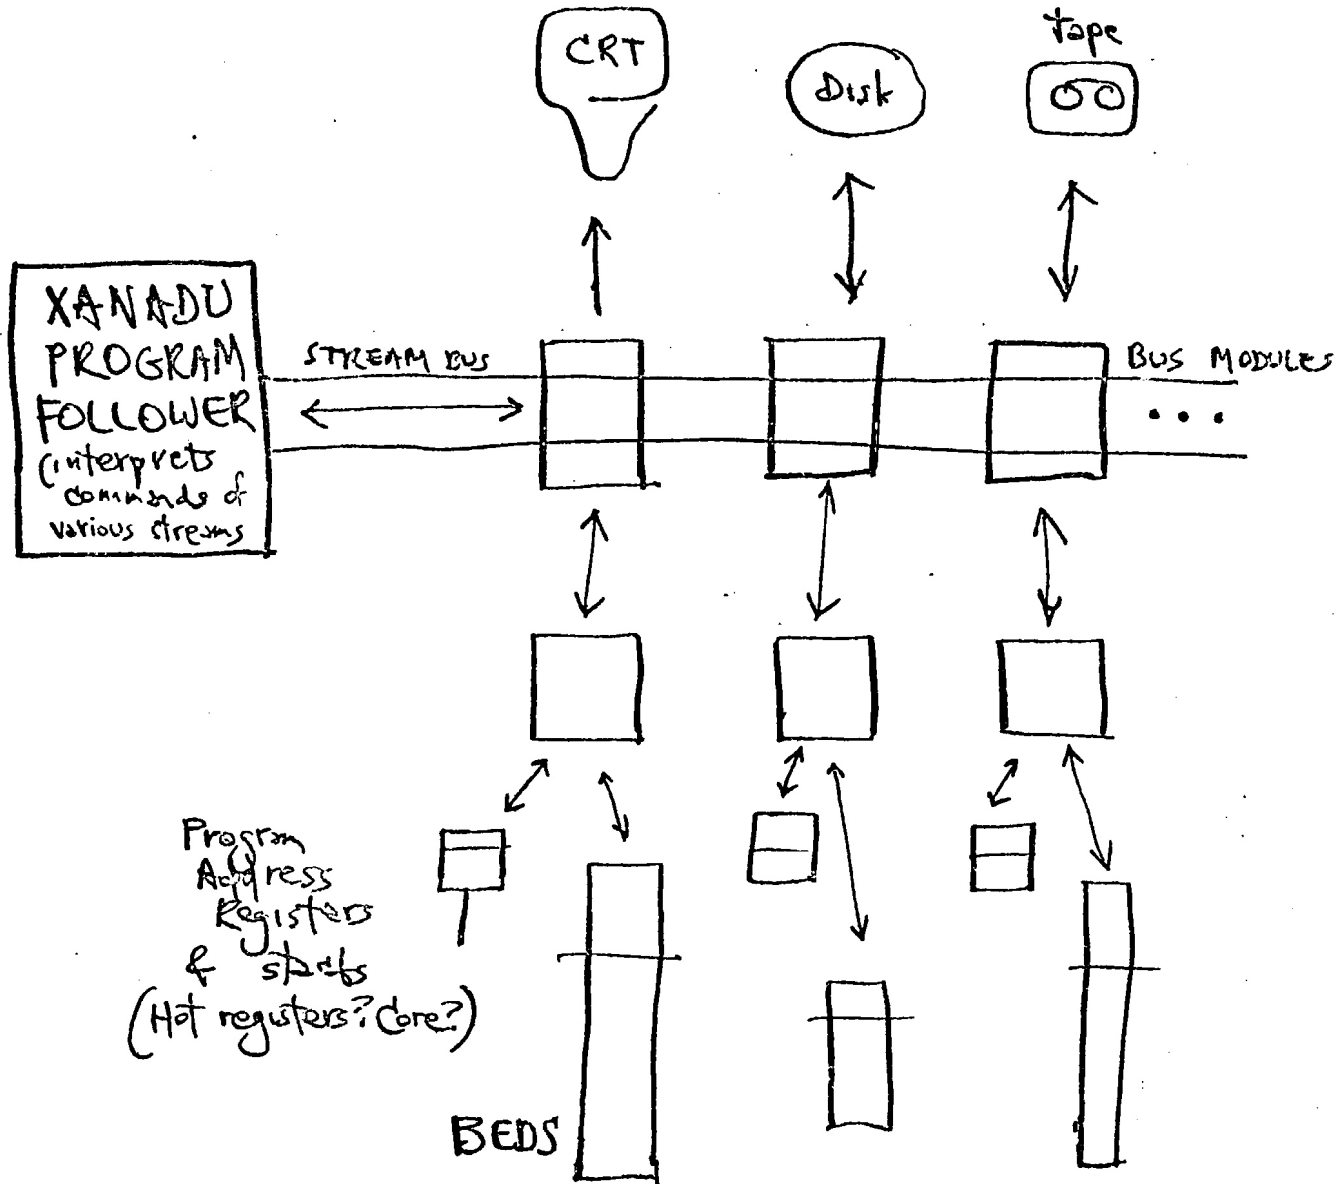 CRT
Disk
tape
XANADU
PROGRAM
FOLLOWER
(interprets
commands of
various streams
STREAM BUS
BUS MODULES
• • •
Program
Address
Registers
& starts
(Hot registers? Core?)
BEDS